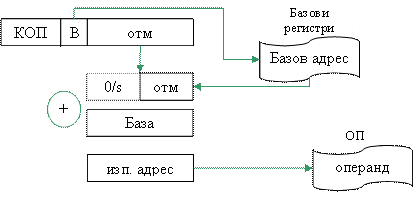 Базови
регистри
КОП В отм
Базов адрес
0/s отм
+
База
ОП
изп. адрес
операнд